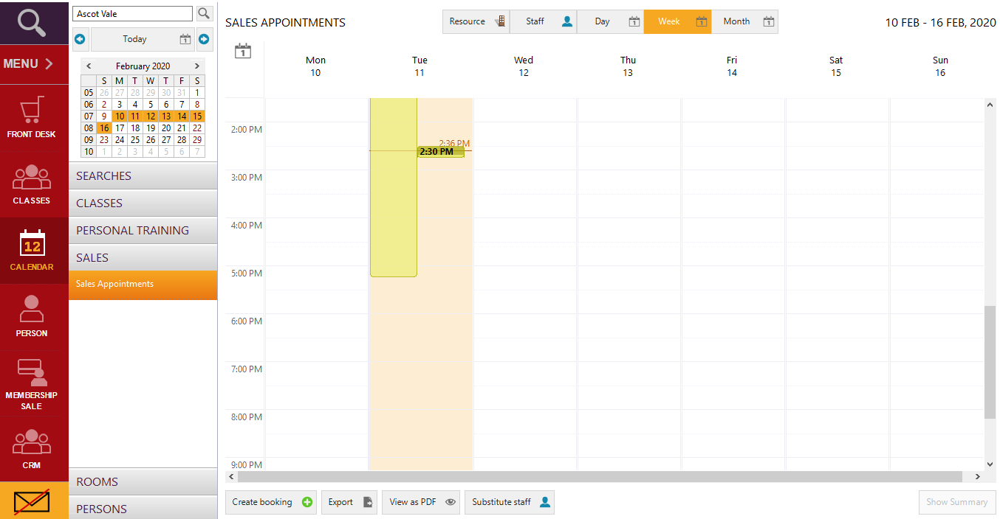 MENU
FRONT DESK
CLASSES
12
CALENDAR
PERSON
MEMBERSHIP
SALE
CRM
Ascot Vale
Today 1
February 2020
S M T W T F S
05 26 27 28 29 30 31 1
06 2 3 4 5 6 7 8
07 9 10 11 12 13 14 15
08 16 17 18 19 20 21 22
09 23 24 25 26 27 28 29
10 1 2 3 4 5 6 7
SEARCHES
CLASSES
PERSONAL TRAINING
SALES
Sales Appointments
ROOMS
PERSONS
SALES APPOINTMENTS
Resource Staff Day 1 Week 1 Month 1
10 FEB - 16 FEB, 2020
1
Mon Tue Wed Thu Fri Sat Sun
10 11 12 13 14 15 16
2:00 PM
2:36 PM
2:30 PM
3:00 PM
4:00 PM
5:00 PM
6:00 PM
7:00 PM
8:00 PM
9:00 PM
Create booking Export View as PDF Substitute staff Show Summary